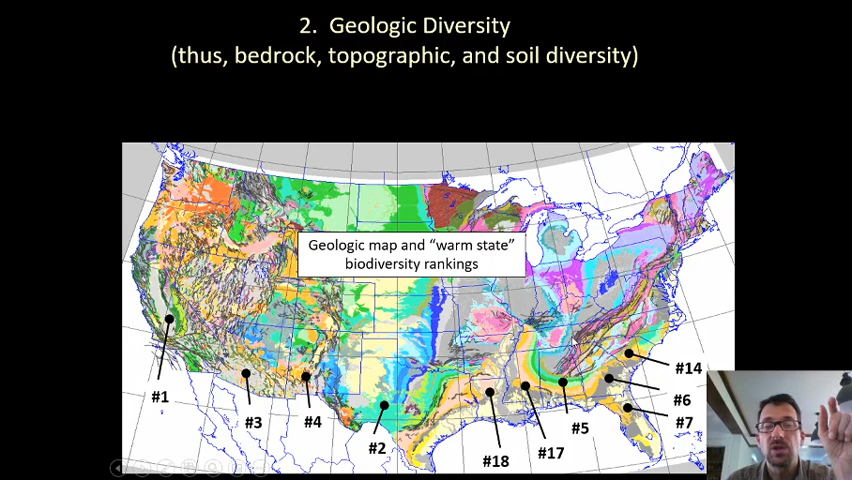 2. Geologic Diversity
(thus, bedrock, topographic, and soil diversity)
Geologic map and “warm state”
biodiversity rankings
#1
#3
#4
#2
#18
#17
#5
#14
#6
#7